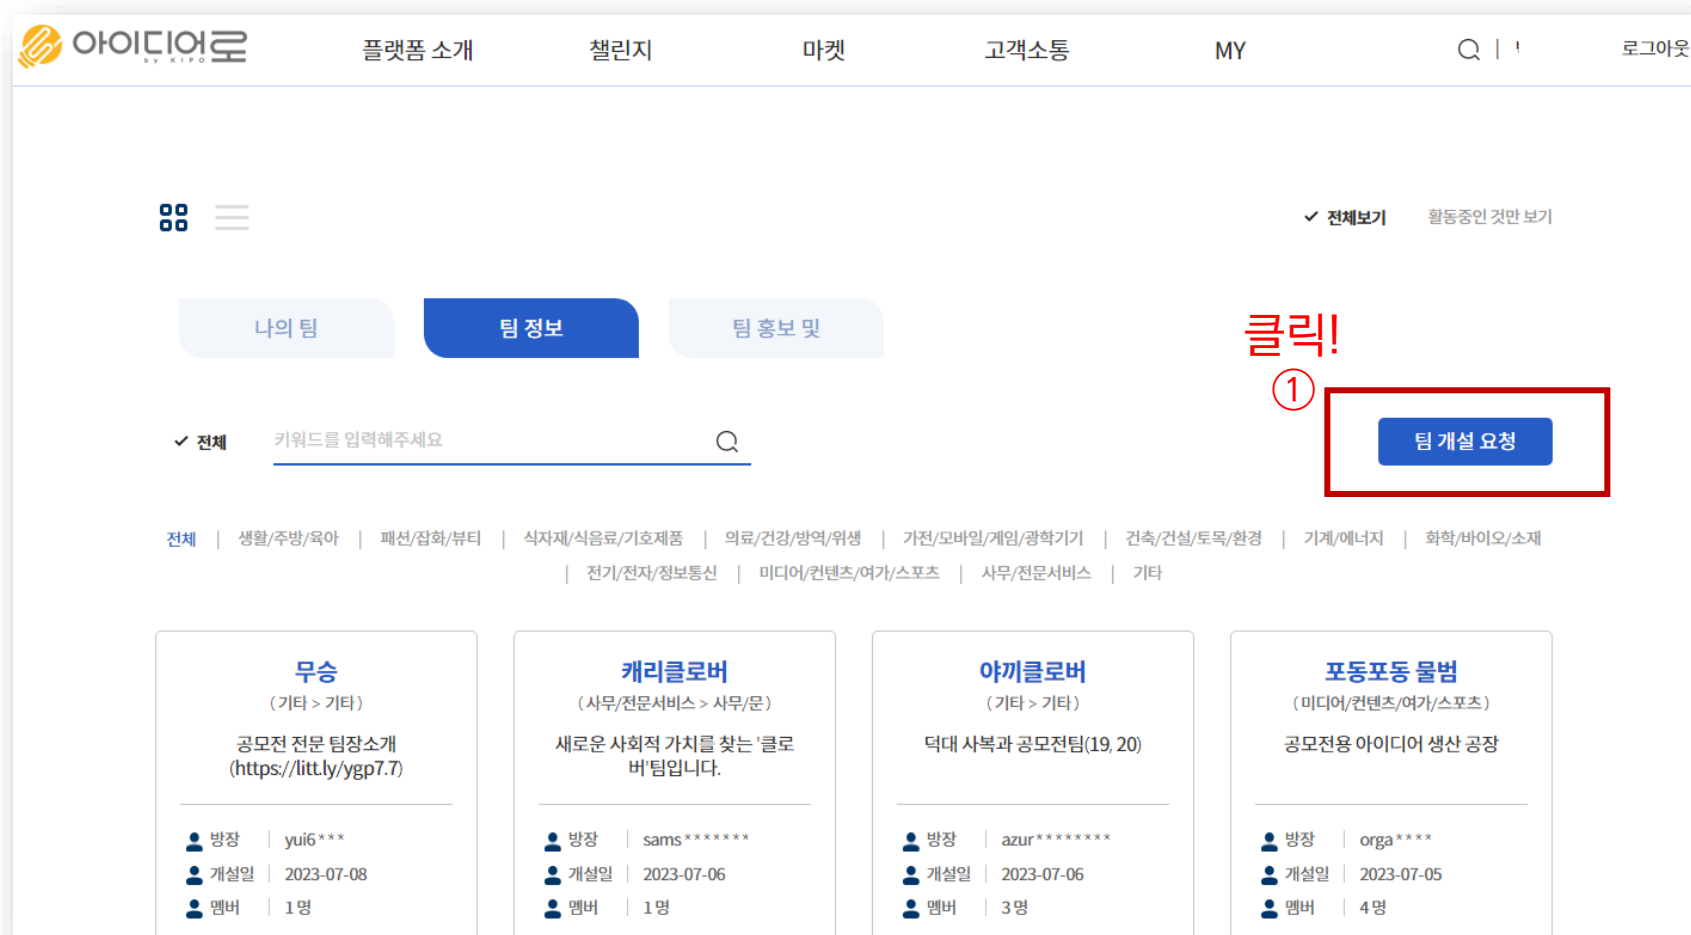 아이디어로
by KIPO
플랫폼 소개
챌린지
마켓
고객소통
MY
로그아웃
전체보기
활동중인 것만 보기
나의 팀
팀 정보
팀 홍보 및
클릭!
①
전체
키워드를 입력해주세요
팀 개설 요청
전체 | 생활/주방/육아 | 패션/잡화/뷰티 | 식자재/식음료/기호제품 | 의료/건강/방역/위생 | 가전/모바일/게임/광학기기 | 건축/건설/토목/환경 | 기계/에너지 | 화학/바이오/소재
| 전기/전자/정보통신 | 미디어/컨텐츠/여가/스포츠 | 사무/전문서비스 | 기타
무승
( 기타 > 기타 )
공모전 전문 팀장소개
(https://litt.ly/ygp7.7)
방장 | yui6***
개설일 | 2023-07-08
멤버 | 1 명
캐리클로버
( 사무/전문서비스 > 사무/문 )
새로운 사회적 가치를 찾는 '클로
버'팀입니다.
방장 | sams*******
개설일 | 2023-07-06
멤버 | 1 명
야끼클로버
( 기타 > 기타 )
덕대 사복과 공모전팀(19, 20)
방장 | azur********
개설일 | 2023-07-06
멤버 | 3 명
포동포동 물범
( 미디어/컨텐츠/여가/스포츠 )
공모전용 아이디어 생산 공장
방장 | orga****
개설일 | 2023-07-05
멤버 | 4 명